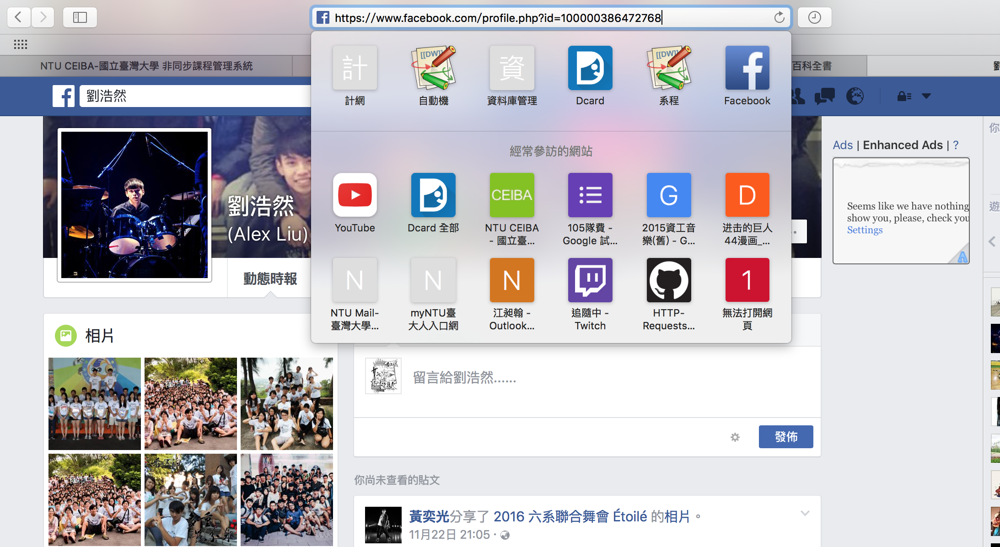 https://www.facebook.com/profile.php?id=100000386472768
NTU CEIBA-國立臺灣大學 非同步課程管理系統
百科全書
劉浩然
計
[[DW]]
資
[[DW]]
計網
自動機
資料庫管理
Dcard
系程
Facebook
經常參訪的網站
CEIBA
G
D
YouTube
Dcard 全部
NTU CEIBA
- 國立臺...
105隊費 -
Google 試...
2015資工音
樂(舊) - G...
进击的巨人
44漫画_...
N
N
N
1
NTU Mail-
臺灣大學...
myNTU臺
大人入口網
江昶翰 -
Outlook...
追隨中 -
Twitch
HTTP-
Requests...
無法打開網
頁
劉浩然
(Alex Liu)
動態時報
Ads | Enhanced Ads | ?
Seems like we have nothing
show you, please, check you
Settings
你
遊
相片
留言給劉浩然......
發佈
你尚未查看的貼文
黃奕光分享了 2016 六系聯合舞會 Étoilé 的相片。
11月22日 21:05 ·